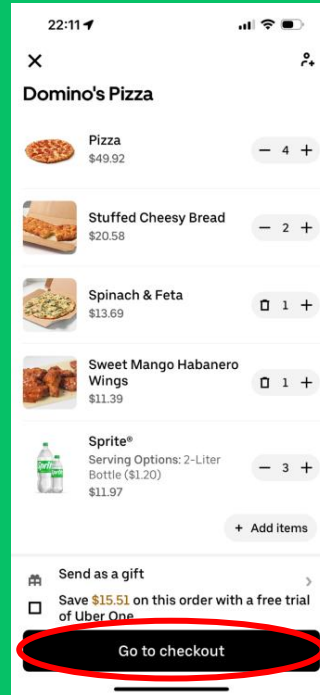 22:11
Domino's Pizza
Pizza
$49.92
4
Stuffed Cheesy Bread
$20.58
2
Spinach & Feta
$13.69
1
Sweet Mango Habanero
Wings
$11.39
1
Sprite®
Serving Options: 2-Liter
Bottle ($1.20)
$11.97
3
+ Add items
Send as a gift
Save $15.51 on this order with a free trial
of Uber One
Go to checkout